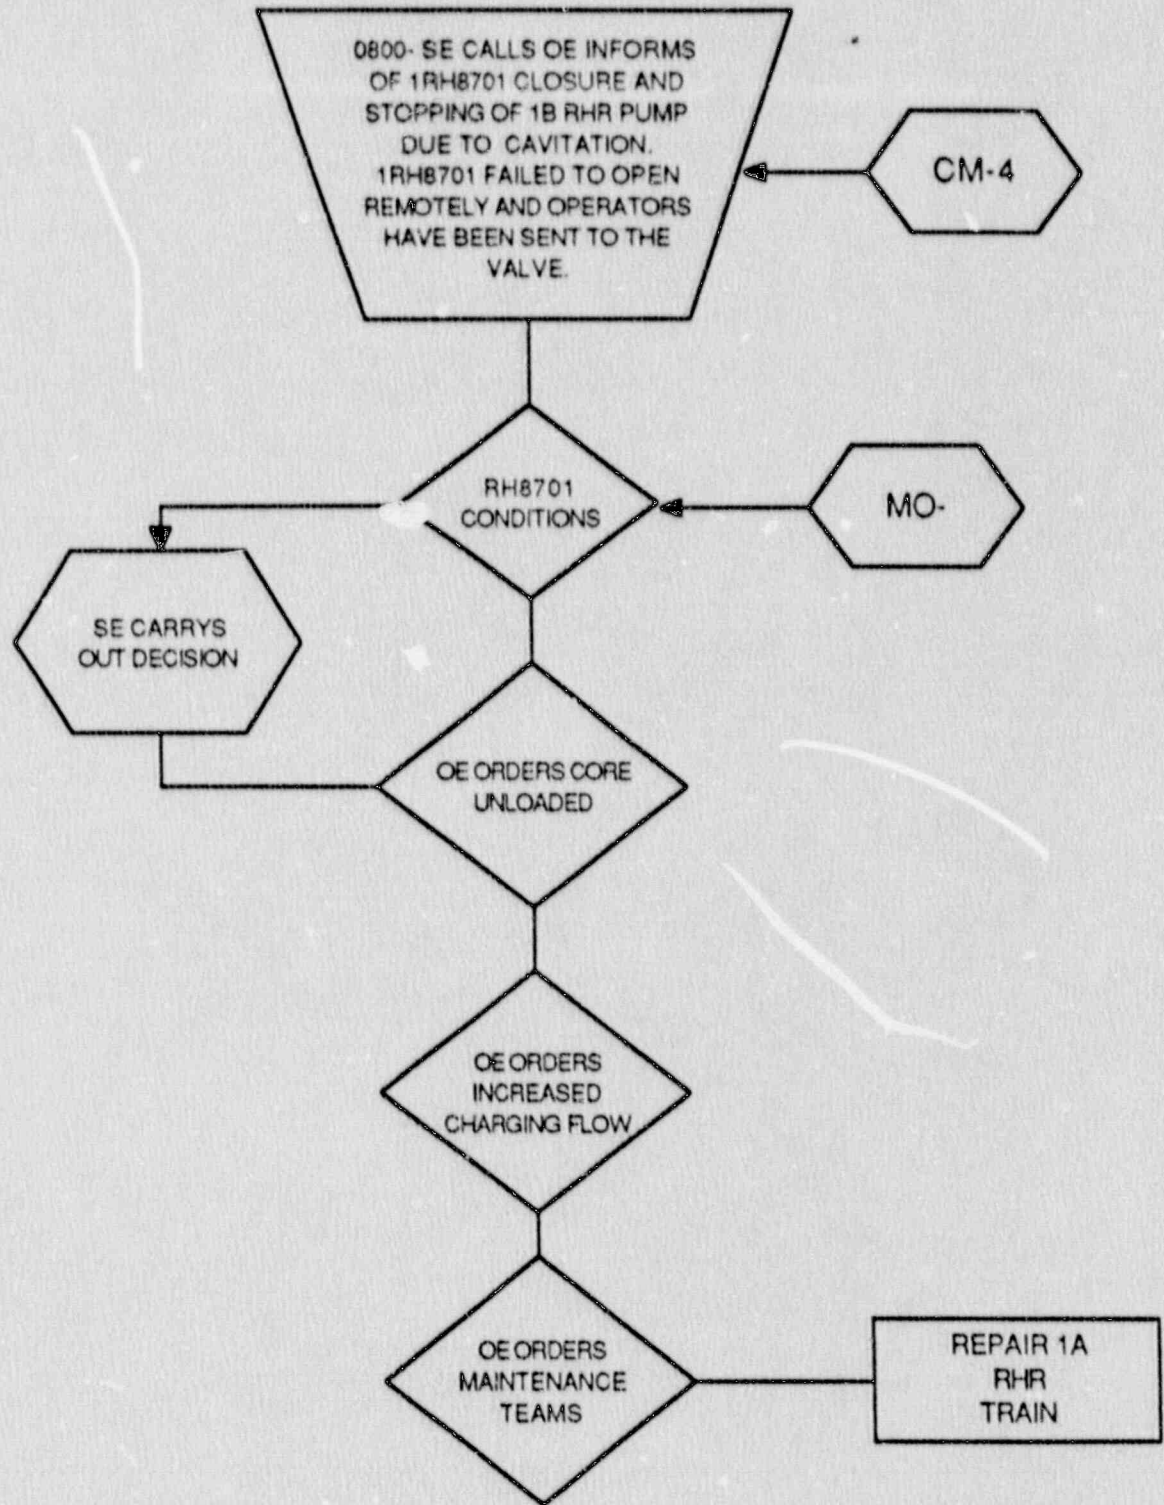 0800- SE CALLS OE INFORMS
OF 1RH8701 CLOSURE AND
STOPPING OF 1B RHR PUMP
DUE TO CAVITATION.
1RH8701 FAILED TO OPEN
REMOTELY AND OPERATORS
HAVE BEEN SENT TO THE
VALVE.
CM-4
RH8701
CONDITIONS
MO-
SE CARRYS
OUT DECISION
OE ORDERS CORE
UNLOADED
OE ORDERS
INCREASED
CHARGING FLOW
OE ORDERS
MAINTENANCE
TEAMS
REPAIR 1A
RHR
TRAIN